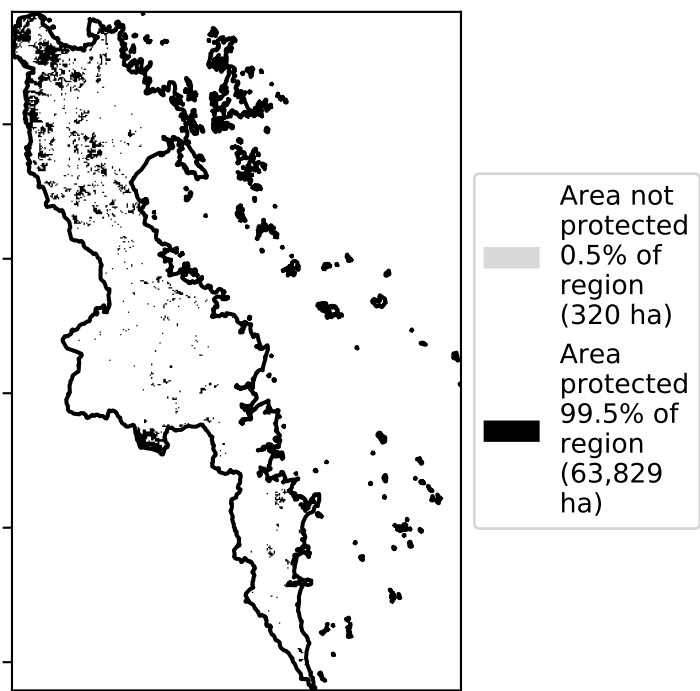 Area not
protected
0.5% of
region
(320 ha)
Area
protected
99.5% of
region
(63,829
ha)